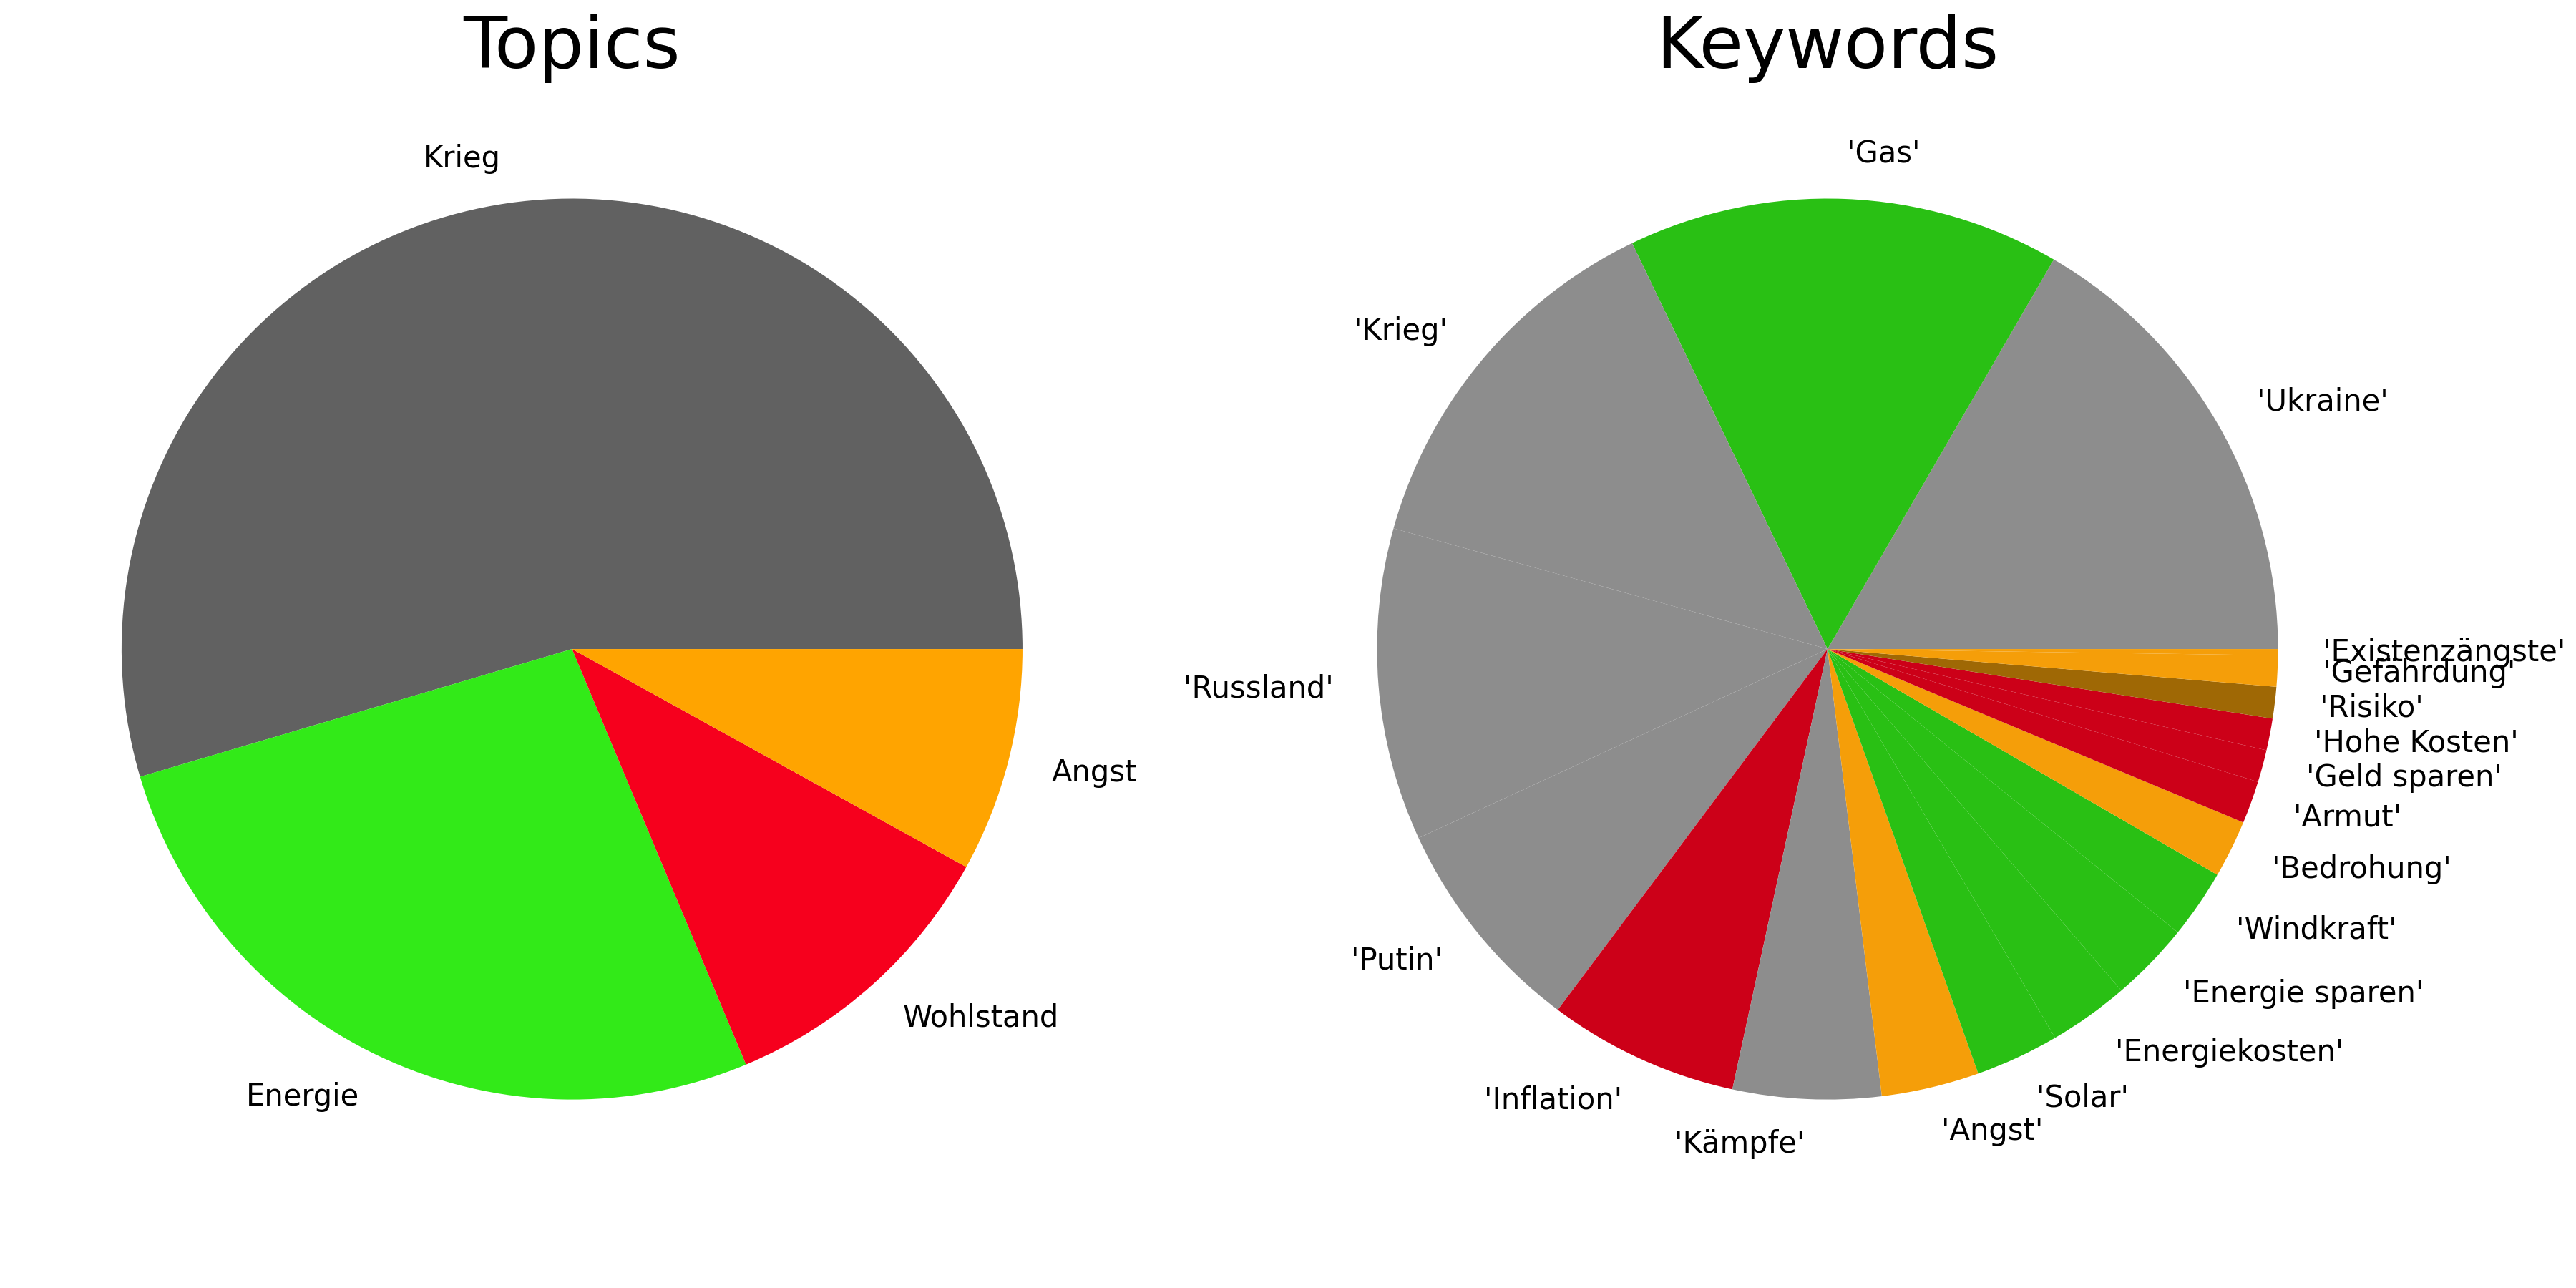 Topics
Krieg
Energie
Wohlstand
Angst
Keywords
'Gas'
'Ukraine'
'Krieg'
'Russland'
'Putin'
'Inflation'
'Kämpfe'
'Angst'
'Solar'
'Energiekosten'
'Energie sparen'
'Windkraft'
'Bedrohung'
'Armut'
'Geld sparen'
'Hohe Kosten'
'Risiko'
'Gefährdung'
'Existenzängste'